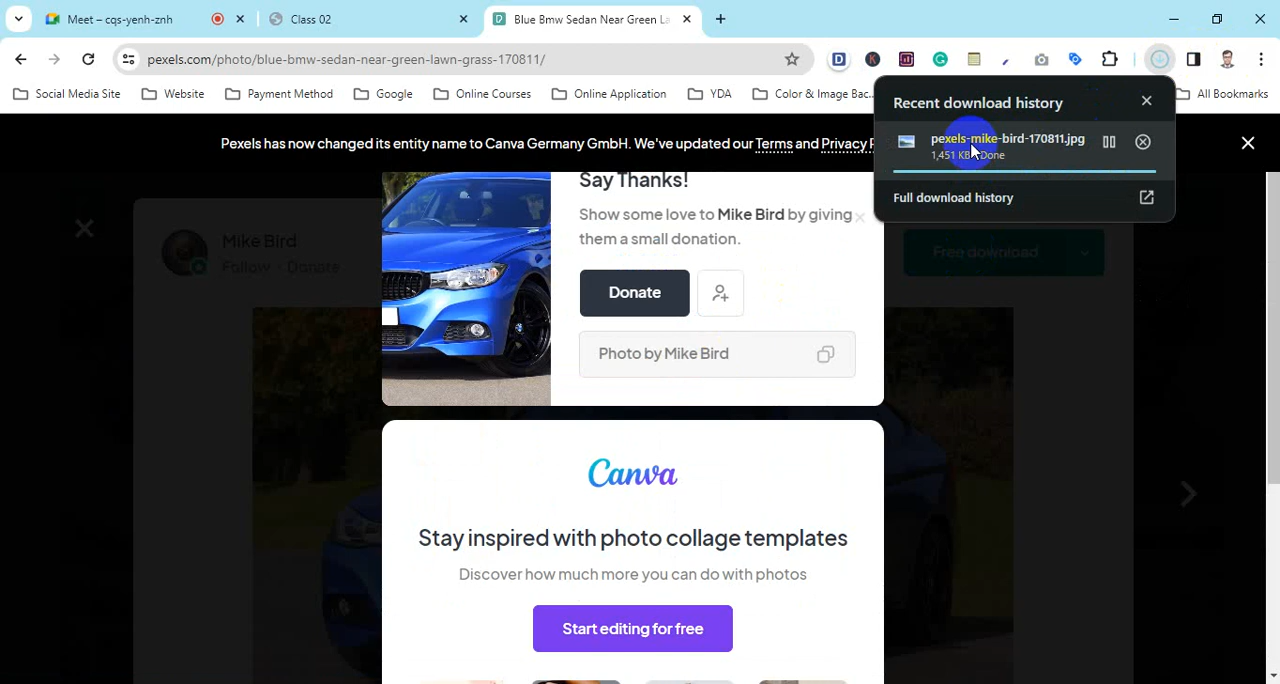 Meet – cqs-yenh-znh
Class 02
Blue Bmw Sedan Near Green La
pexels.com/photo/blue-bmw-sedan-near-green-lawn-grass-170811/
Social Media Site
Website
Payment Method
Google
Online Courses
Online Application
YDA
Color & Image Bac...
All Bookmarks
Recent download history
pexels-mike-bird-170811.jpg
1,451 KB Done
Full download history
Pexels has now changed its entity name to Canva Germany GmbH. We've updated our Terms and Privacy P
Mike Bird
Follow · Donate
Free download
Say Thanks!
Show some love to Mike Bird by giving
them a small donation.
Donate
Photo by Mike Bird
Canva
Stay inspired with photo collage templates
Discover how much more you can do with photos
Start editing for free